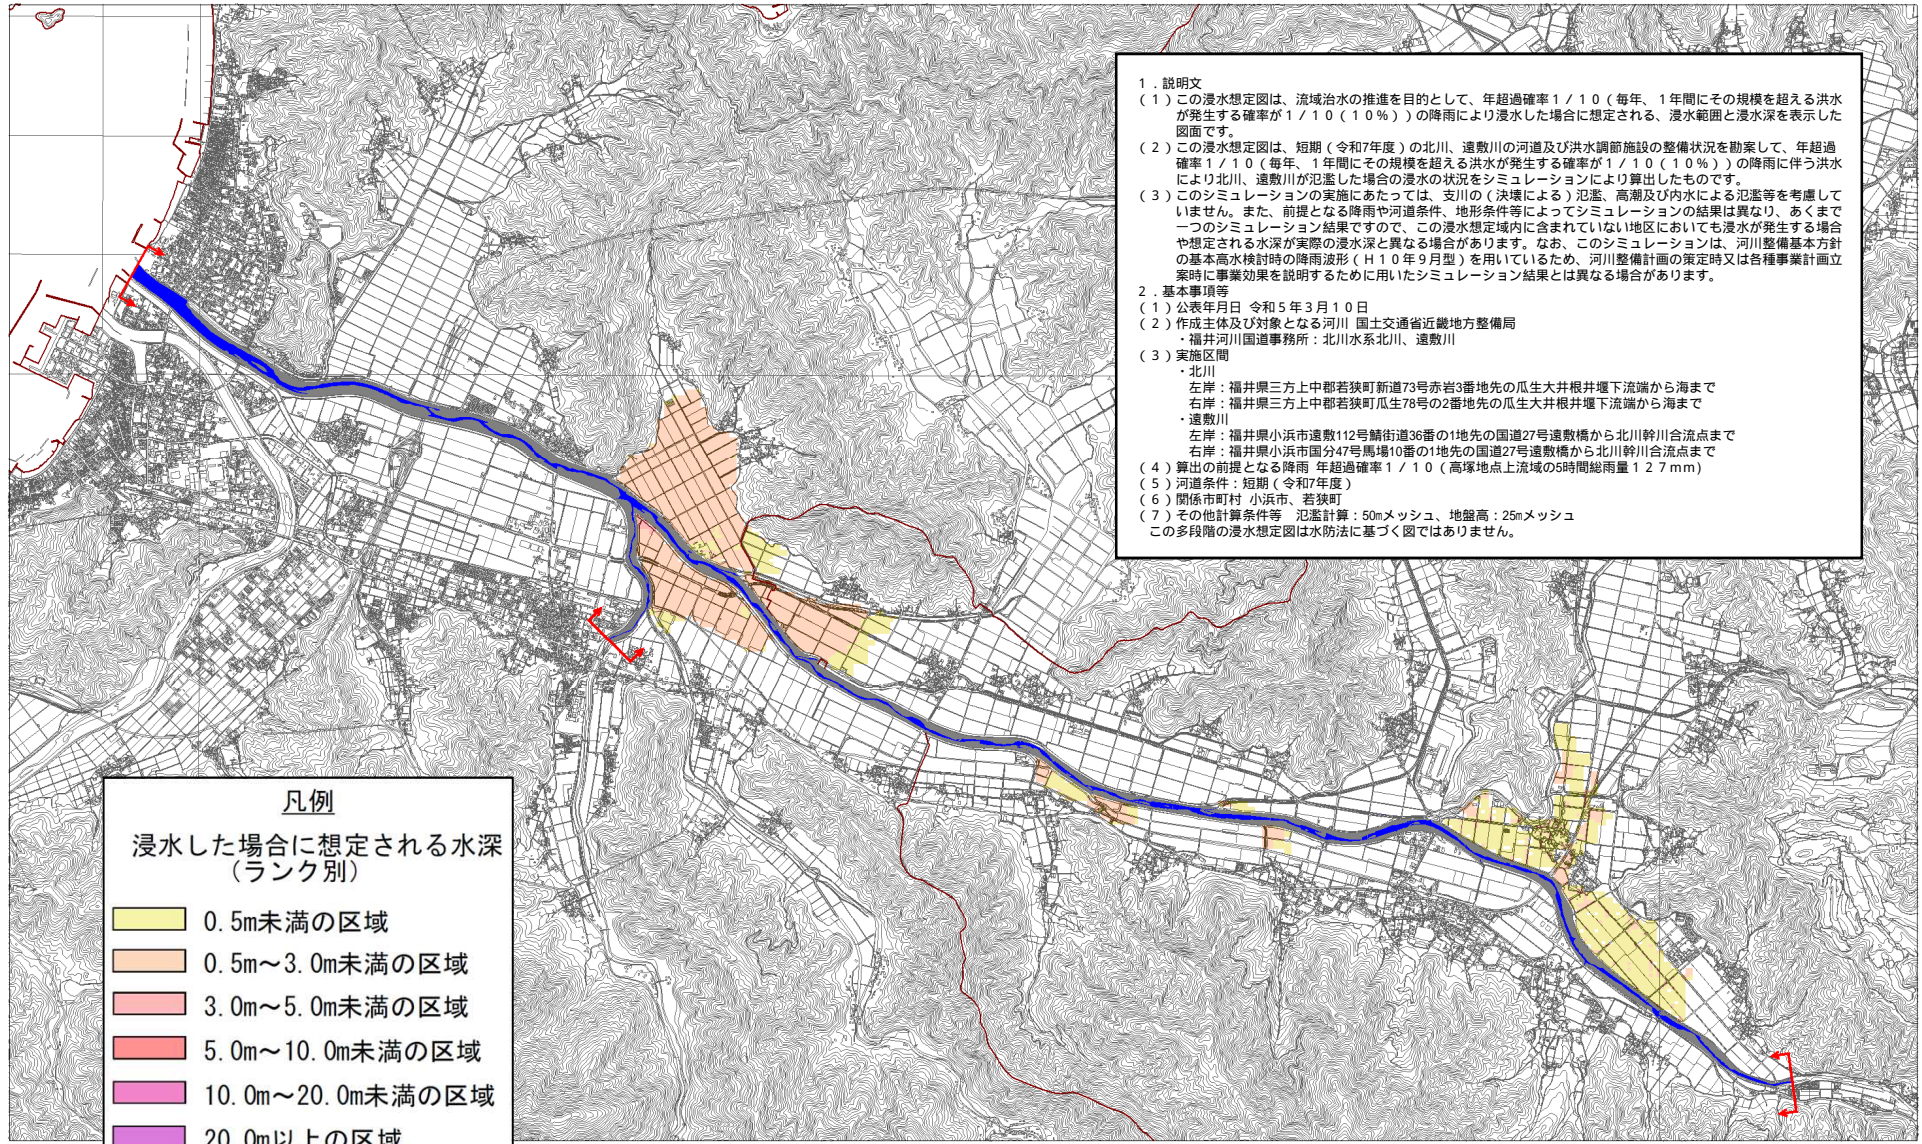 1．説明文
（1）この浸水想定図は、流域治水の推進を目的として、年超過確率1／10（毎年、1年間にその規模を超える洪水
が発生する確率が1／10（10％））の降雨により浸水した場合に想定される、浸水範囲と浸水深を表示した
図面です。
（2）この浸水想定図は、短期（令和7年度）の北川、遠敷川の河道及び洪水調節施設の整備状況を勘案して、年超過
確率1／10（毎年、1年間にその規模を超える洪水が発生する確率が1／10（10％））の降雨に伴う洪水
により北川、遠敷川が氾濫した場合の浸水の状況をシミュレーションにより算出したものです。
（3）このシミュレーションの実施にあたっては、支川の（決壊による）氾濫、高潮及び内水による氾濫等を考慮して
いません。また、前提となる降雨や河道条件、地形条件等によってシミュレーションの結果は異なり、あくまで
一つのシミュレーション結果ですので、この浸水想定域内に含まれていない地区においても浸水が発生する場合
や想定される水深が実際の浸水深と異なる場合があります。なお、このシミュレーションは、河川整備基本方針
の基本高水検討時の降雨波形（H10年9月型）を用いているため、河川整備計画の策定時又は各種事業計画立
案時に事業効果を説明するために用いたシミュレーション結果とは異なる場合があります。
2．基本事項等
（1）公表年月日 令和5年3月10日
（2）作成主体及び対象となる河川 国土交通省近畿地方整備局
・福井河川国道事務所：北川水系北川、遠敷川
（3）実施区間
・北川
左岸：福井県三方上中郡若狭町新道73号赤岩3番地先の瓜生大井根井堰下流端から海まで
右岸：福井県三方上中郡若狭町瓜生78号の2番地先の瓜生大井根井堰下流端から海まで
・遠敷川
左岸：福井県小浜市遠敷112号鯖街道36番の1地先の国道27号遠敷橋から北川幹川合流点まで
右岸：福井県小浜市国分47号馬場10番の1地先の国道27号遠敷橋から北川幹川合流点まで
（4）算出の前提となる降雨 年超過確率1／10（高塚地点上流域の5時間総雨量127mm）
（5）河道条件：短期（令和7年度）
（6）関係市町村 小浜市、若狭町
（7）その他計算条件等 氾濫計算：50mメッシュ、地盤高：25mメッシュ
この多段階の浸水想定図は水防法に基づく図ではありません。
凡例
浸水した場合に想定される水深
（ランク別）
0.5m未満の区域
0.5m～3.0m未満の区域
3.0m～5.0m未満の区域
5.0m～10.0m未満の区域
10.0m～20.0m未満の区域
20.0m以上の区域